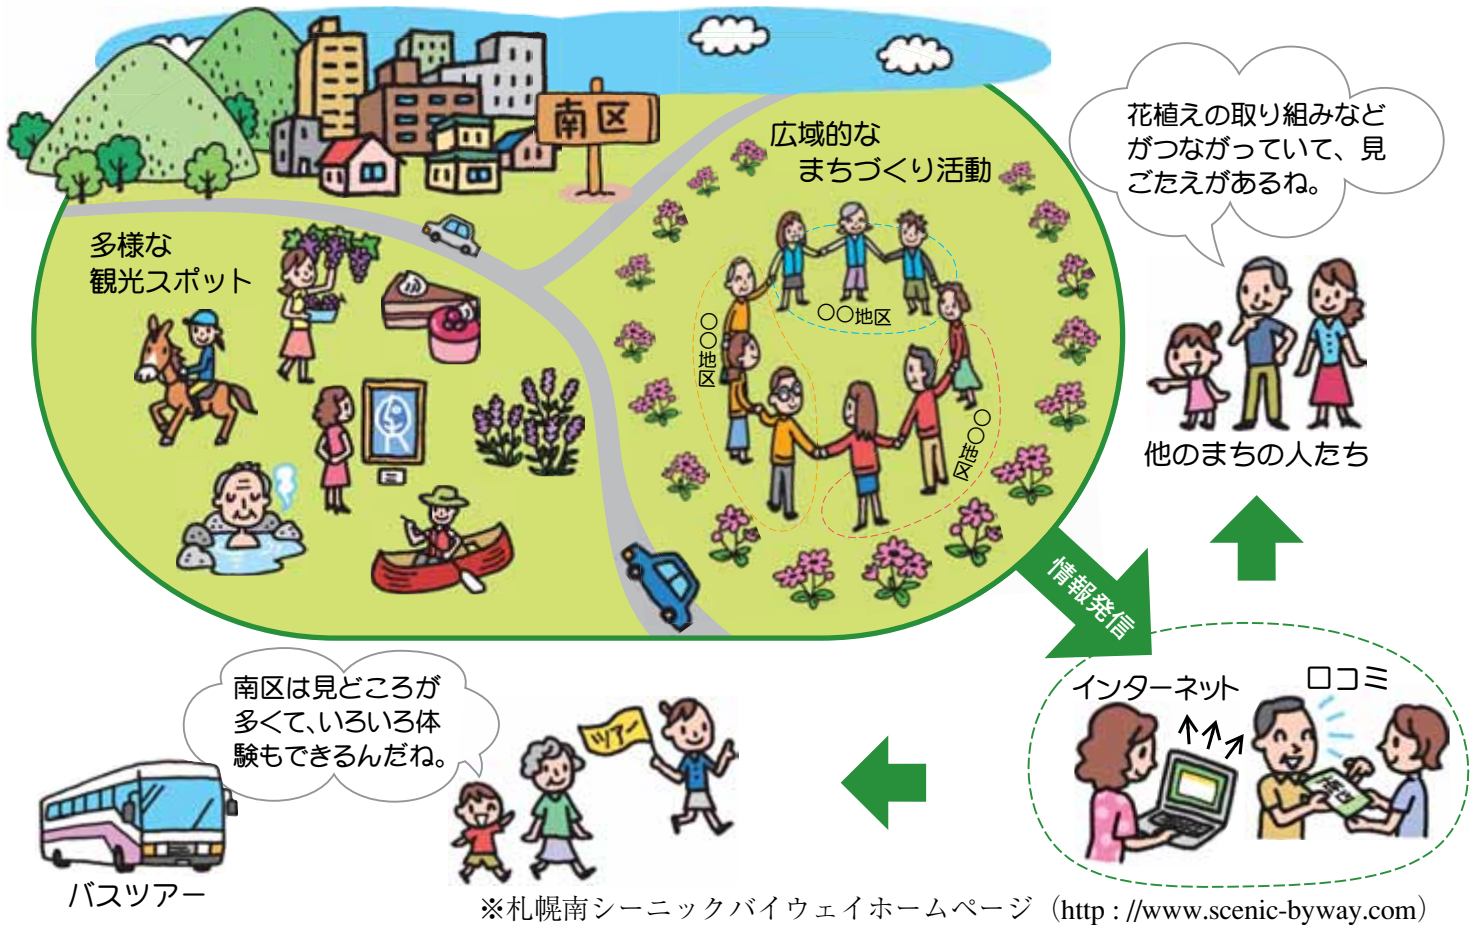 南区
広域的な
まちづくり活動
花植えの取り組みなど
がつながっていて、見
ごたえがあるね。
多様な
観光スポット
〇〇地区
〇〇地区
〇〇地区
他のまちの人たち
情報発信
インターネット
口コミ
南区は見どころが
多くて、いろいろ体
験もできるんだね。
ツアー
バスツアー
※札幌南シーニックバイウェイホームページ（http : //www.scenic-byway.com）